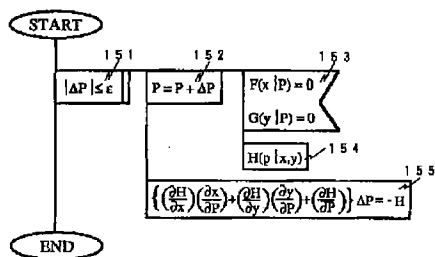 START
151
|ΔP| ≤ ε
152
P = P + ΔP
153
F(x|P) = 0
G(y|P) = 0
154
H(p|x,y)
155
{((∂H/∂x)(∂x/∂P)+(∂H/∂y)(∂y/∂P)+(∂H/∂P)} ΔP = - H
END